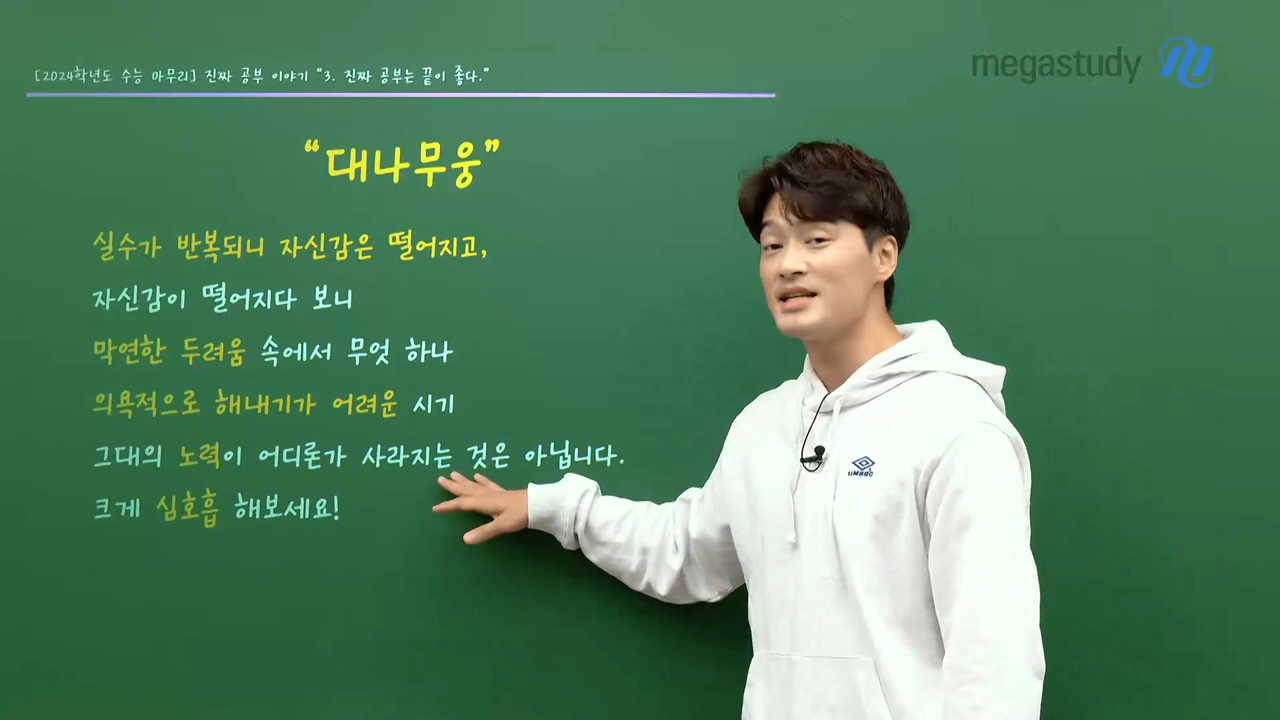 [2024학년도 수능 마무리] 진짜 공부 이야기 "3. 진짜 공부는 끝이 좋다."
megastudy
"대나무웅"
실수가 반복되니 자신감은 떨어지고,
자신감이 떨어지다 보니
막연한 두려움 속에서 무엇 하나
의욕적으로 해내기가 어려운 시기
그대의 노력이 어디론가 사라지는 것은 아닙니다.
크게 심호흡 해보세요!
UMBRO